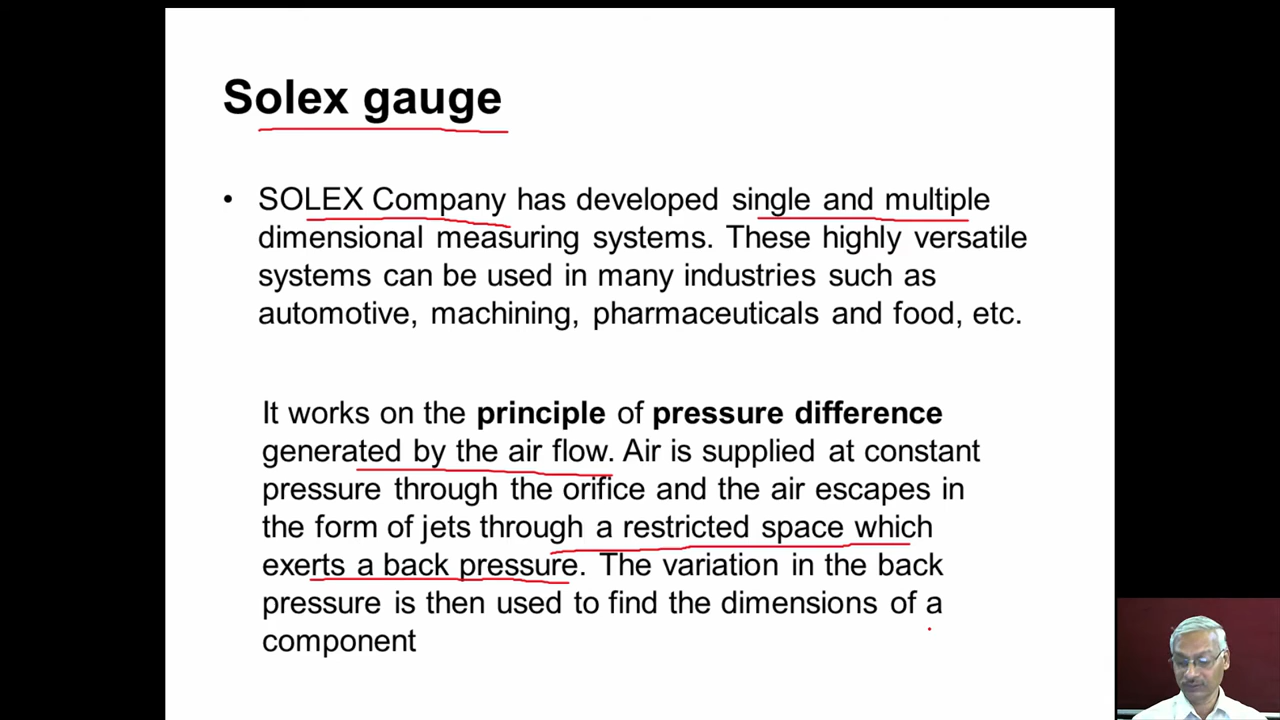 Solex gauge
• SOLEX Company has developed single and multiple
dimensional measuring systems. These highly versatile
systems can be used in many industries such as
automotive, machining, pharmaceuticals and food, etc.
It works on the principle of pressure difference
generated by the air flow. Air is supplied at constant
pressure through the orifice and the air escapes in
the form of jets through a restricted space which
exerts a back pressure. The variation in the back
pressure is then used to find the dimensions of a
component